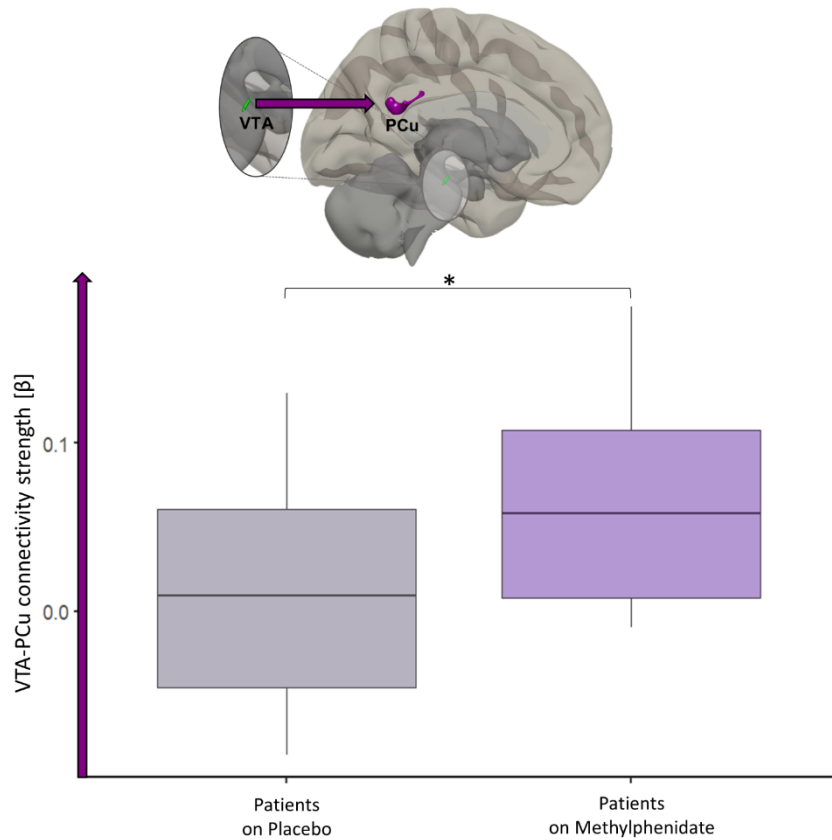 VTA
PCu
*
VTA-PCu connectivity strength [β]
0.1
0.0
Patients
on Placebo
Patients
on Methylphenidate